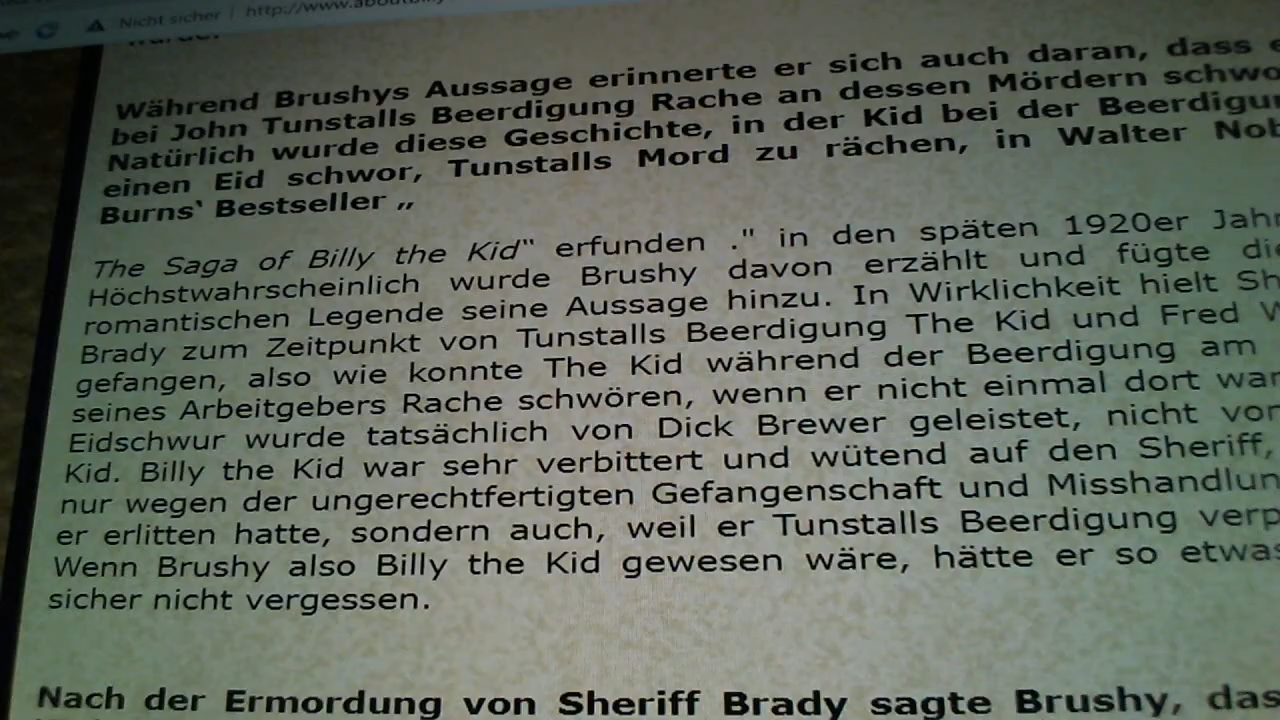 Nicht sicher | http://www.
Während Brushys Aussage erinnerte er sich auch daran, dass e
bei John Tunstalls Beerdigung Rache an dessen Mördern schwo
Natürlich wurde diese Geschichte, in der Kid bei der Beerdigu
einen Eid schwor, Tunstalls Mord zu rächen, in Walter Nob
Burns' Bestseller „
The Saga of Billy the Kid" erfunden ." in den späten 1920er Jahr
Höchstwahrscheinlich wurde Brushy davon erzählt und fügte die
romantischen Legende seine Aussage hinzu. In Wirklichkeit hielt Sh
Brady zum Zeitpunkt von Tunstalls Beerdigung The Kid und Fred W
gefangen, also wie konnte The Kid während der Beerdigung am
seines Arbeitgebers Rache schwören, wenn er nicht einmal dort war
Eidschwur wurde tatsächlich von Dick Brewer geleistet, nicht von
Kid. Billy the Kid war sehr verbittert und wütend auf den Sheriff,
nur wegen der ungerechtfertigten Gefangenschaft und Misshandlun
er erlitten hatte, sondern auch, weil er Tunstalls Beerdigung verp
Wenn Brushy also Billy the Kid gewesen wäre, hätte er so etwas
sicher nicht vergessen.
Nach der Ermordung von Sheriff Brady sagte Brushy, das